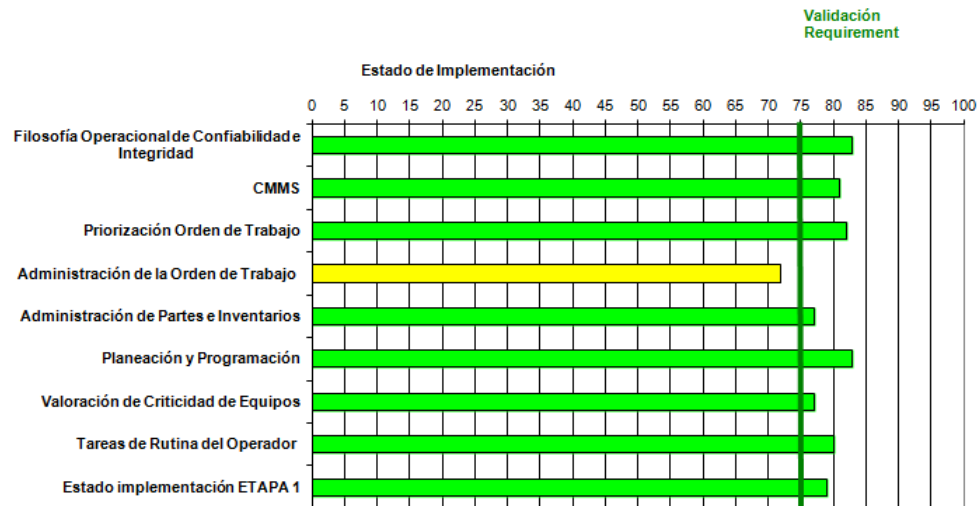 Validación
Requirement
Estado de Implementación
0 5 10 15 20 25 30 35 40 45 50 55 60 65 70 75 80 85 90 95 100
Filosofía Operacional de Confiabilidad e
Integridad
CMMS
Priorización Orden de Trabajo
Administración de la Orden de Trabajo
Administración de Partes e Inventarios
Planeación y Programación
Valoración de Criticidad de Equipos
Tareas de Rutina del Operador
Estado implementación ETAPA 1